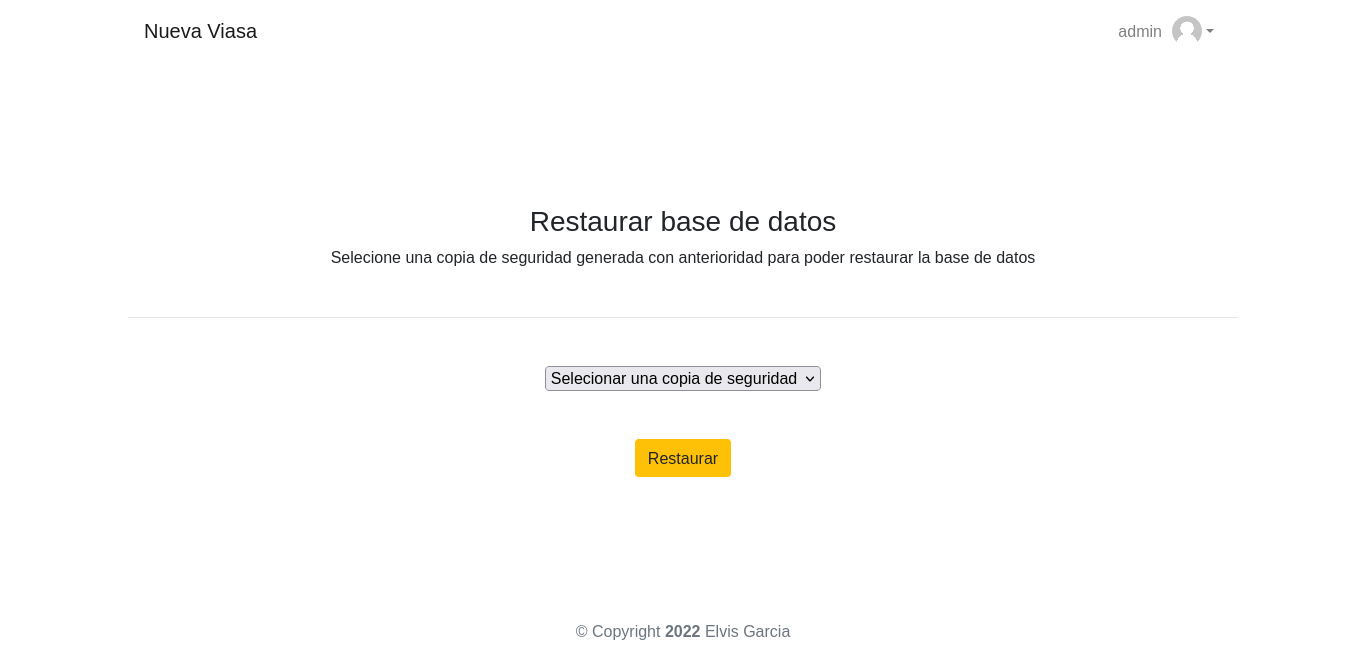 Nueva Viasa
admin
Restaurar base de datos
Selecione una copia de seguridad generada con anterioridad para poder restaurar la base de datos
Selecionar una copia de seguridad
Restaurar
© Copyright 2022 Elvis Garcia